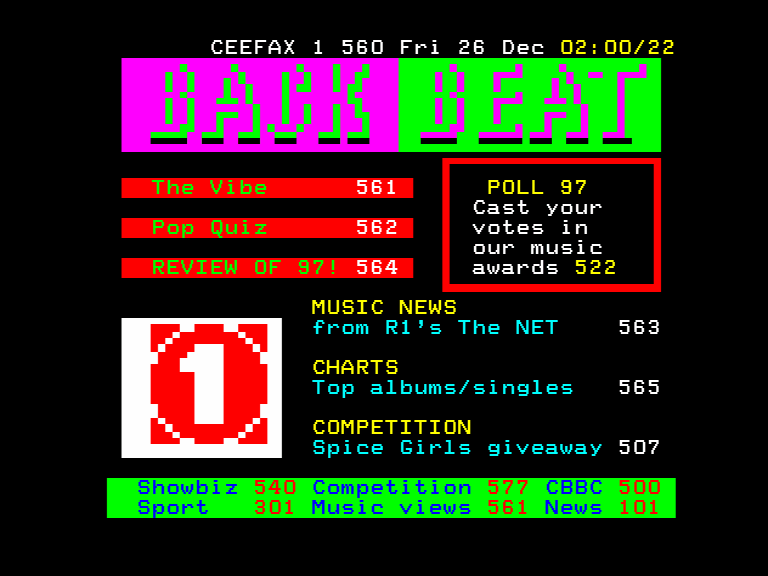 CEEFAX 1 560 Fri 26 Dec 02:00/22
BACK BEAT
The Vibe 561
Pop Quiz 562
REVIEW OF 97! 564
POLL 97
Cast your
votes in
our music
awards 522
MUSIC NEWS
from R1's The NET 563
CHARTS
Top albums/singles 565
COMPETITION
Spice Girls giveaway 507
1
Showbiz 540 Competition 577 CBBC 500
Sport 301 Music views 561 News 101